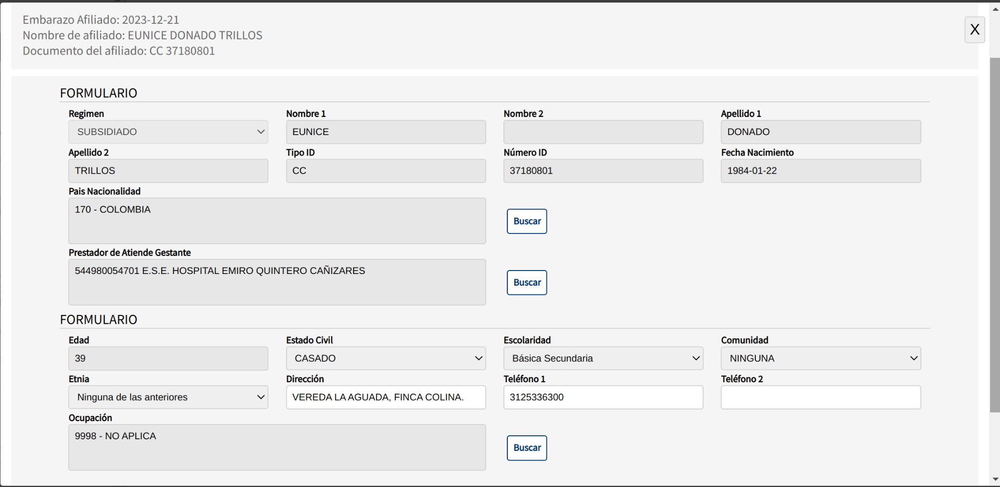 Embarazo Afiliado: 2023-12-21
Nombre de afiliado: EUNICE DONADO TRILLOS
Documento del afiliado: CC 37180801
X
FORMULARIO
Regimen Nombre 1 Nombre 2 Apellido 1
SUBSIDIADO EUNICE DONADO
Apellido 2 Tipo ID Número ID Fecha Nacimiento
TRILLOS CC 37180801 1984-01-22
Pais Nacionalidad
170 - COLOMBIA
Buscar
Prestador de Atiende Gestante
544980054701 E.S.E. HOSPITAL EMIRO QUINTERO CAÑIZARES
Buscar
FORMULARIO
Edad Estado Civil Escolaridad Comunidad
39 CASADO Básica Secundaria NINGUNA
Etnia Dirección Teléfono 1 Teléfono 2
Ninguna de las anteriores VEREDA LA AGUADA, FINCA COLINA. 3125336300
Ocupación
9998 - NO APLICA
Buscar